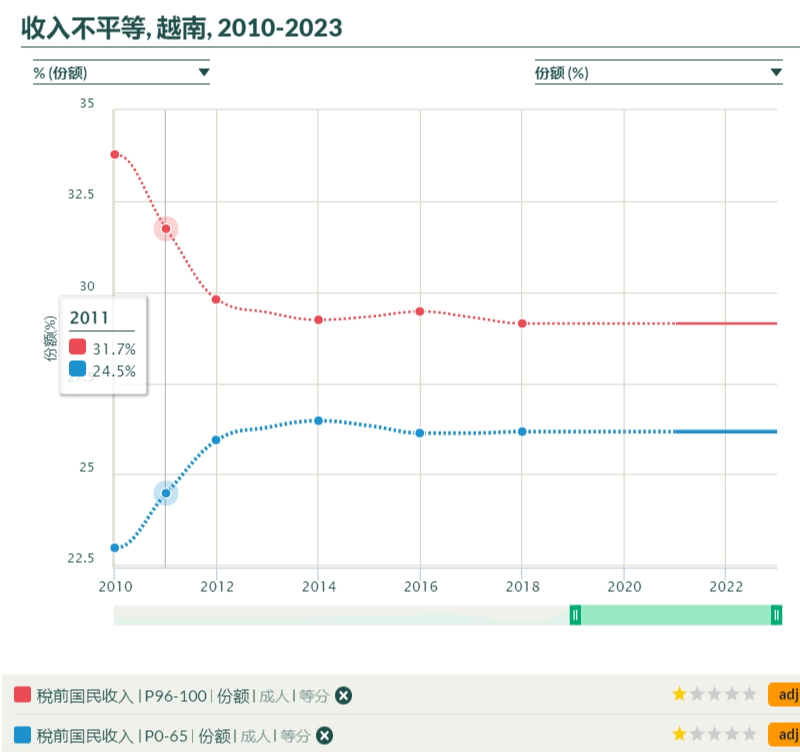 收入不平等, 越南, 2010-2023
% (份额)
份额 (%)
35
32.5
30
27.5
25
22.5
份额(%)
2011
31.7%
24.5%
2010 2012 2014 2016 2018 2020 2022
税前国民收入 | P96-100 | 份额 | 成人 | 等分
adj
税前国民收入 | P0-65 | 份额 | 成人 | 等分
adj